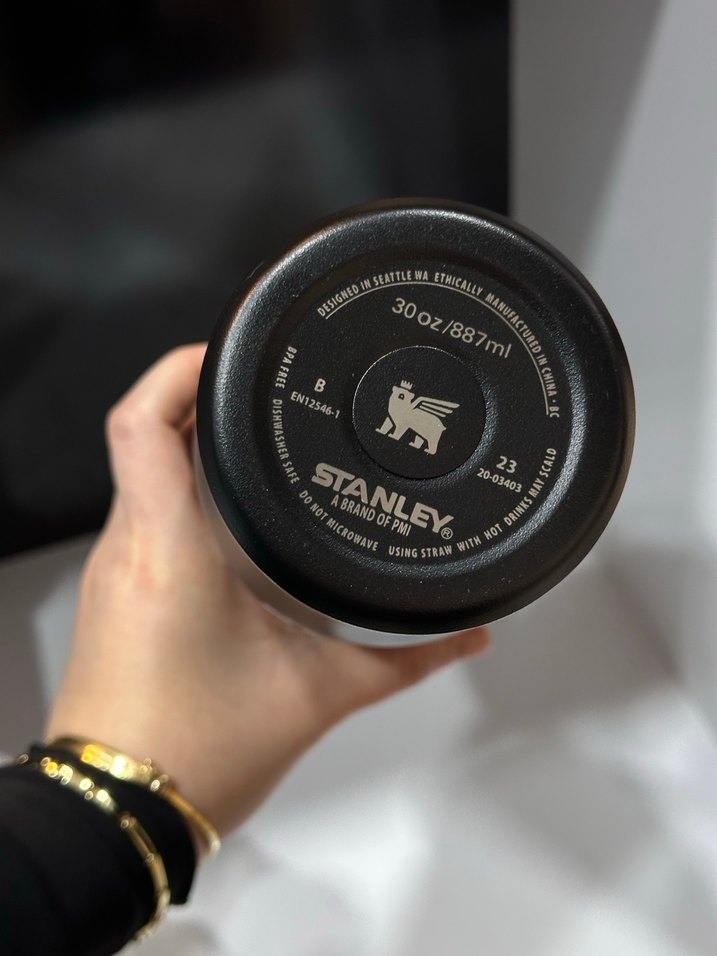 DESIGNED IN SEATTLE WA ETHICALLY MANUFACTURED IN CHINA · BC
30 oz/887ml
B
EN12546-1
23
20-03403
STANLEY®
A BRAND OF PMI
BPA FREE DISHWASHER SAFE DO NOT MICROWAVE USING STRAW WITH HOT DRINKS MAY SCALD